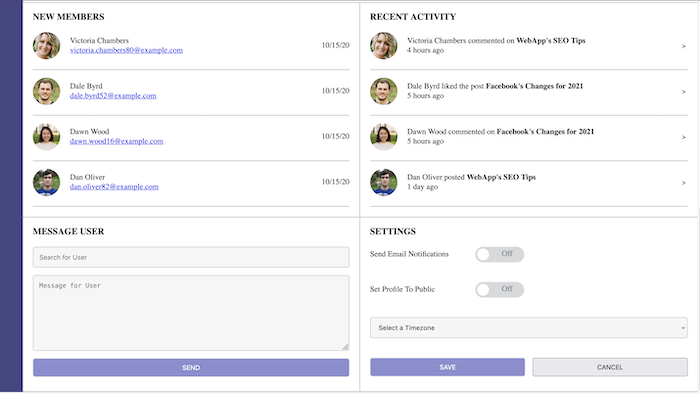 NEW MEMBERS
Victoria Chambers
victoria.chambers80@example.com
10/15/20
Dale Byrd
dale.byrd52@example.com
10/15/20
Dawn Wood
dawn.wood16@example.com
10/15/20
Dan Oliver
dan.oliver82@example.com
10/15/20
RECENT ACTIVITY
Victoria Chambers commented on WebApp's SEO Tips
4 hours ago
>
Dale Byrd liked the post Facebook's Changes for 2021
5 hours ago
>
Dawn Wood commented on Facebook's Changes for 2021
5 hours ago
>
Dan Oliver posted WebApp's SEO Tips
1 day ago
>
MESSAGE USER
Search for User
Message for User
SEND
SETTINGS
Send Email Notifications
Off
Set Profile To Public
Off
Select a Timezone
SAVE
CANCEL